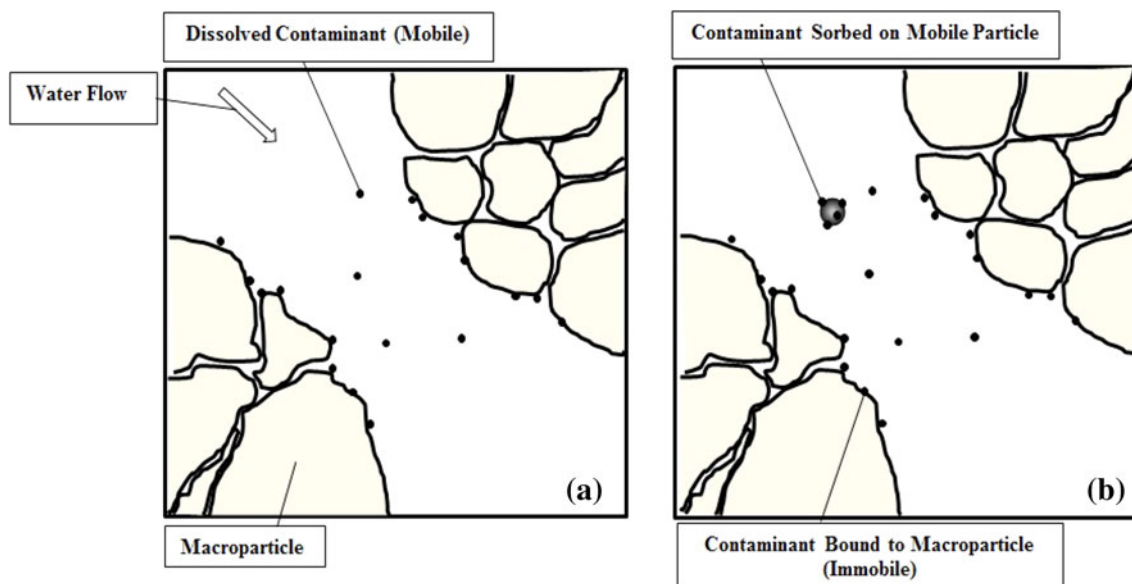 Dissolved Contaminant (Mobile)
Contaminant Sorbed on Mobile Particle
Water Flow
(a)
(b)
Macroparticle
Contaminant Bound to Macroparticle
(Immobile)